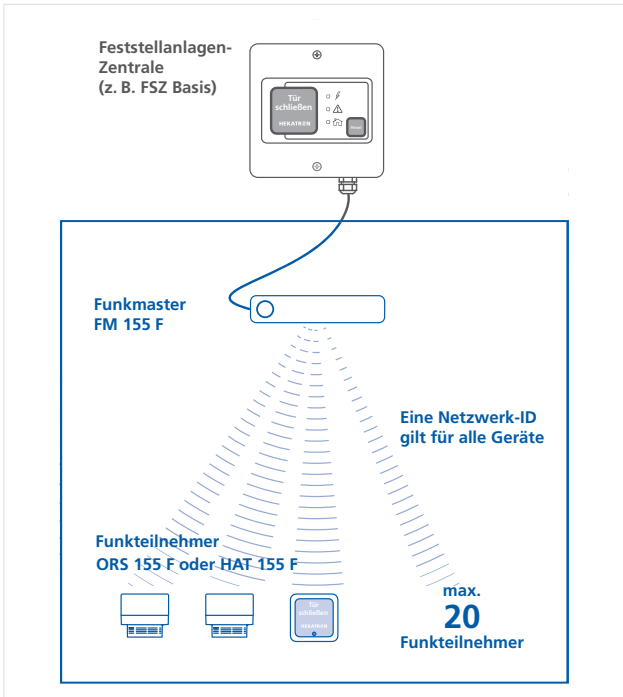 Feststellanlagen-
Zentrale
(z. B. FSZ Basis)
Tür
schließen
HEKATRON
Funkmaster
FM 155 F
Eine Netzwerk-ID
gilt für alle Geräte
Funkteilnehmer
ORS 155 F oder HAT 155 F
Tür
schließen
HEKATRON
max.
20
Funkteilnehmer